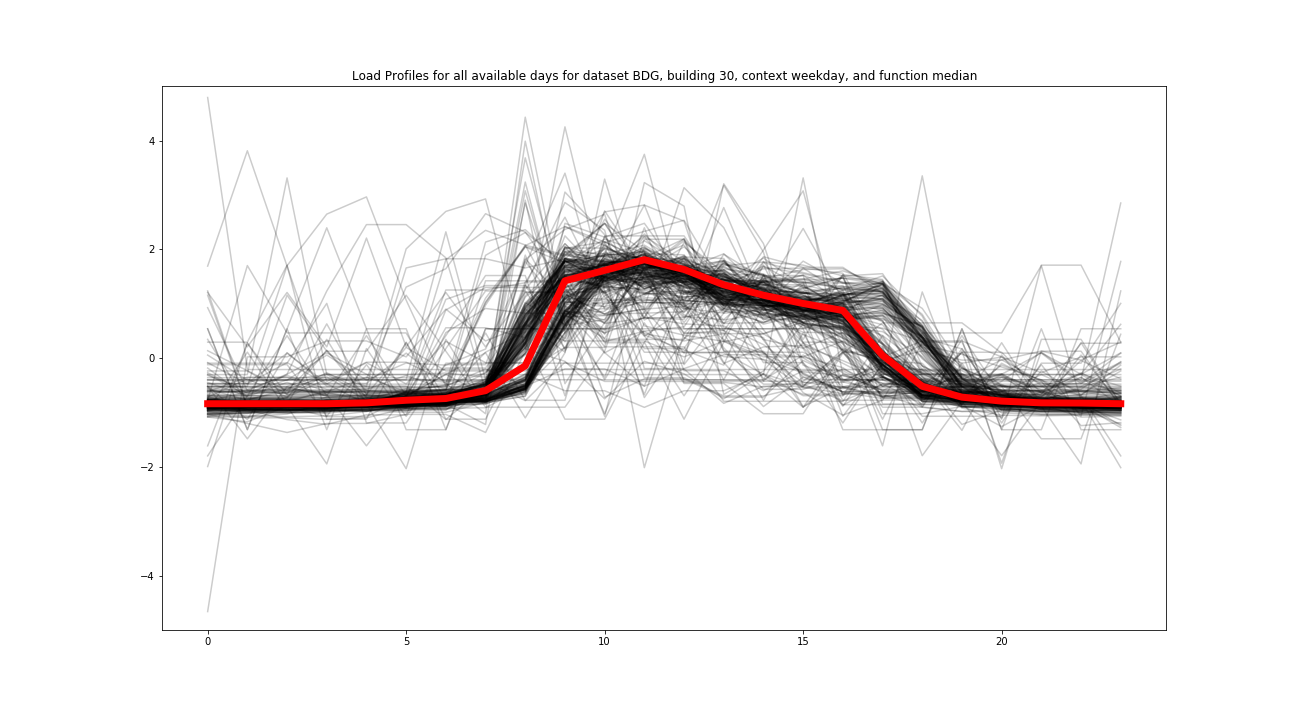 Load Profiles for all available days for dataset BDG, building 30, context weekday, and function median
4
2
0
−2
−4
0 5 10 15 20